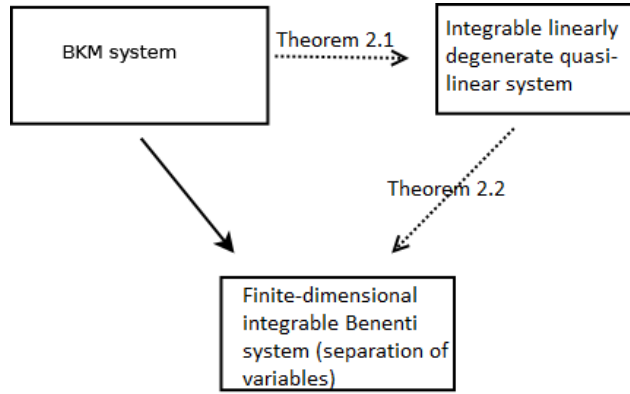 BKM system
Theorem 2.1
Integrable linearly
degenerate quasi-
linear system
Theorem 2.2
Finite-dimensional
integrable Benenti
system (separation of
variables)